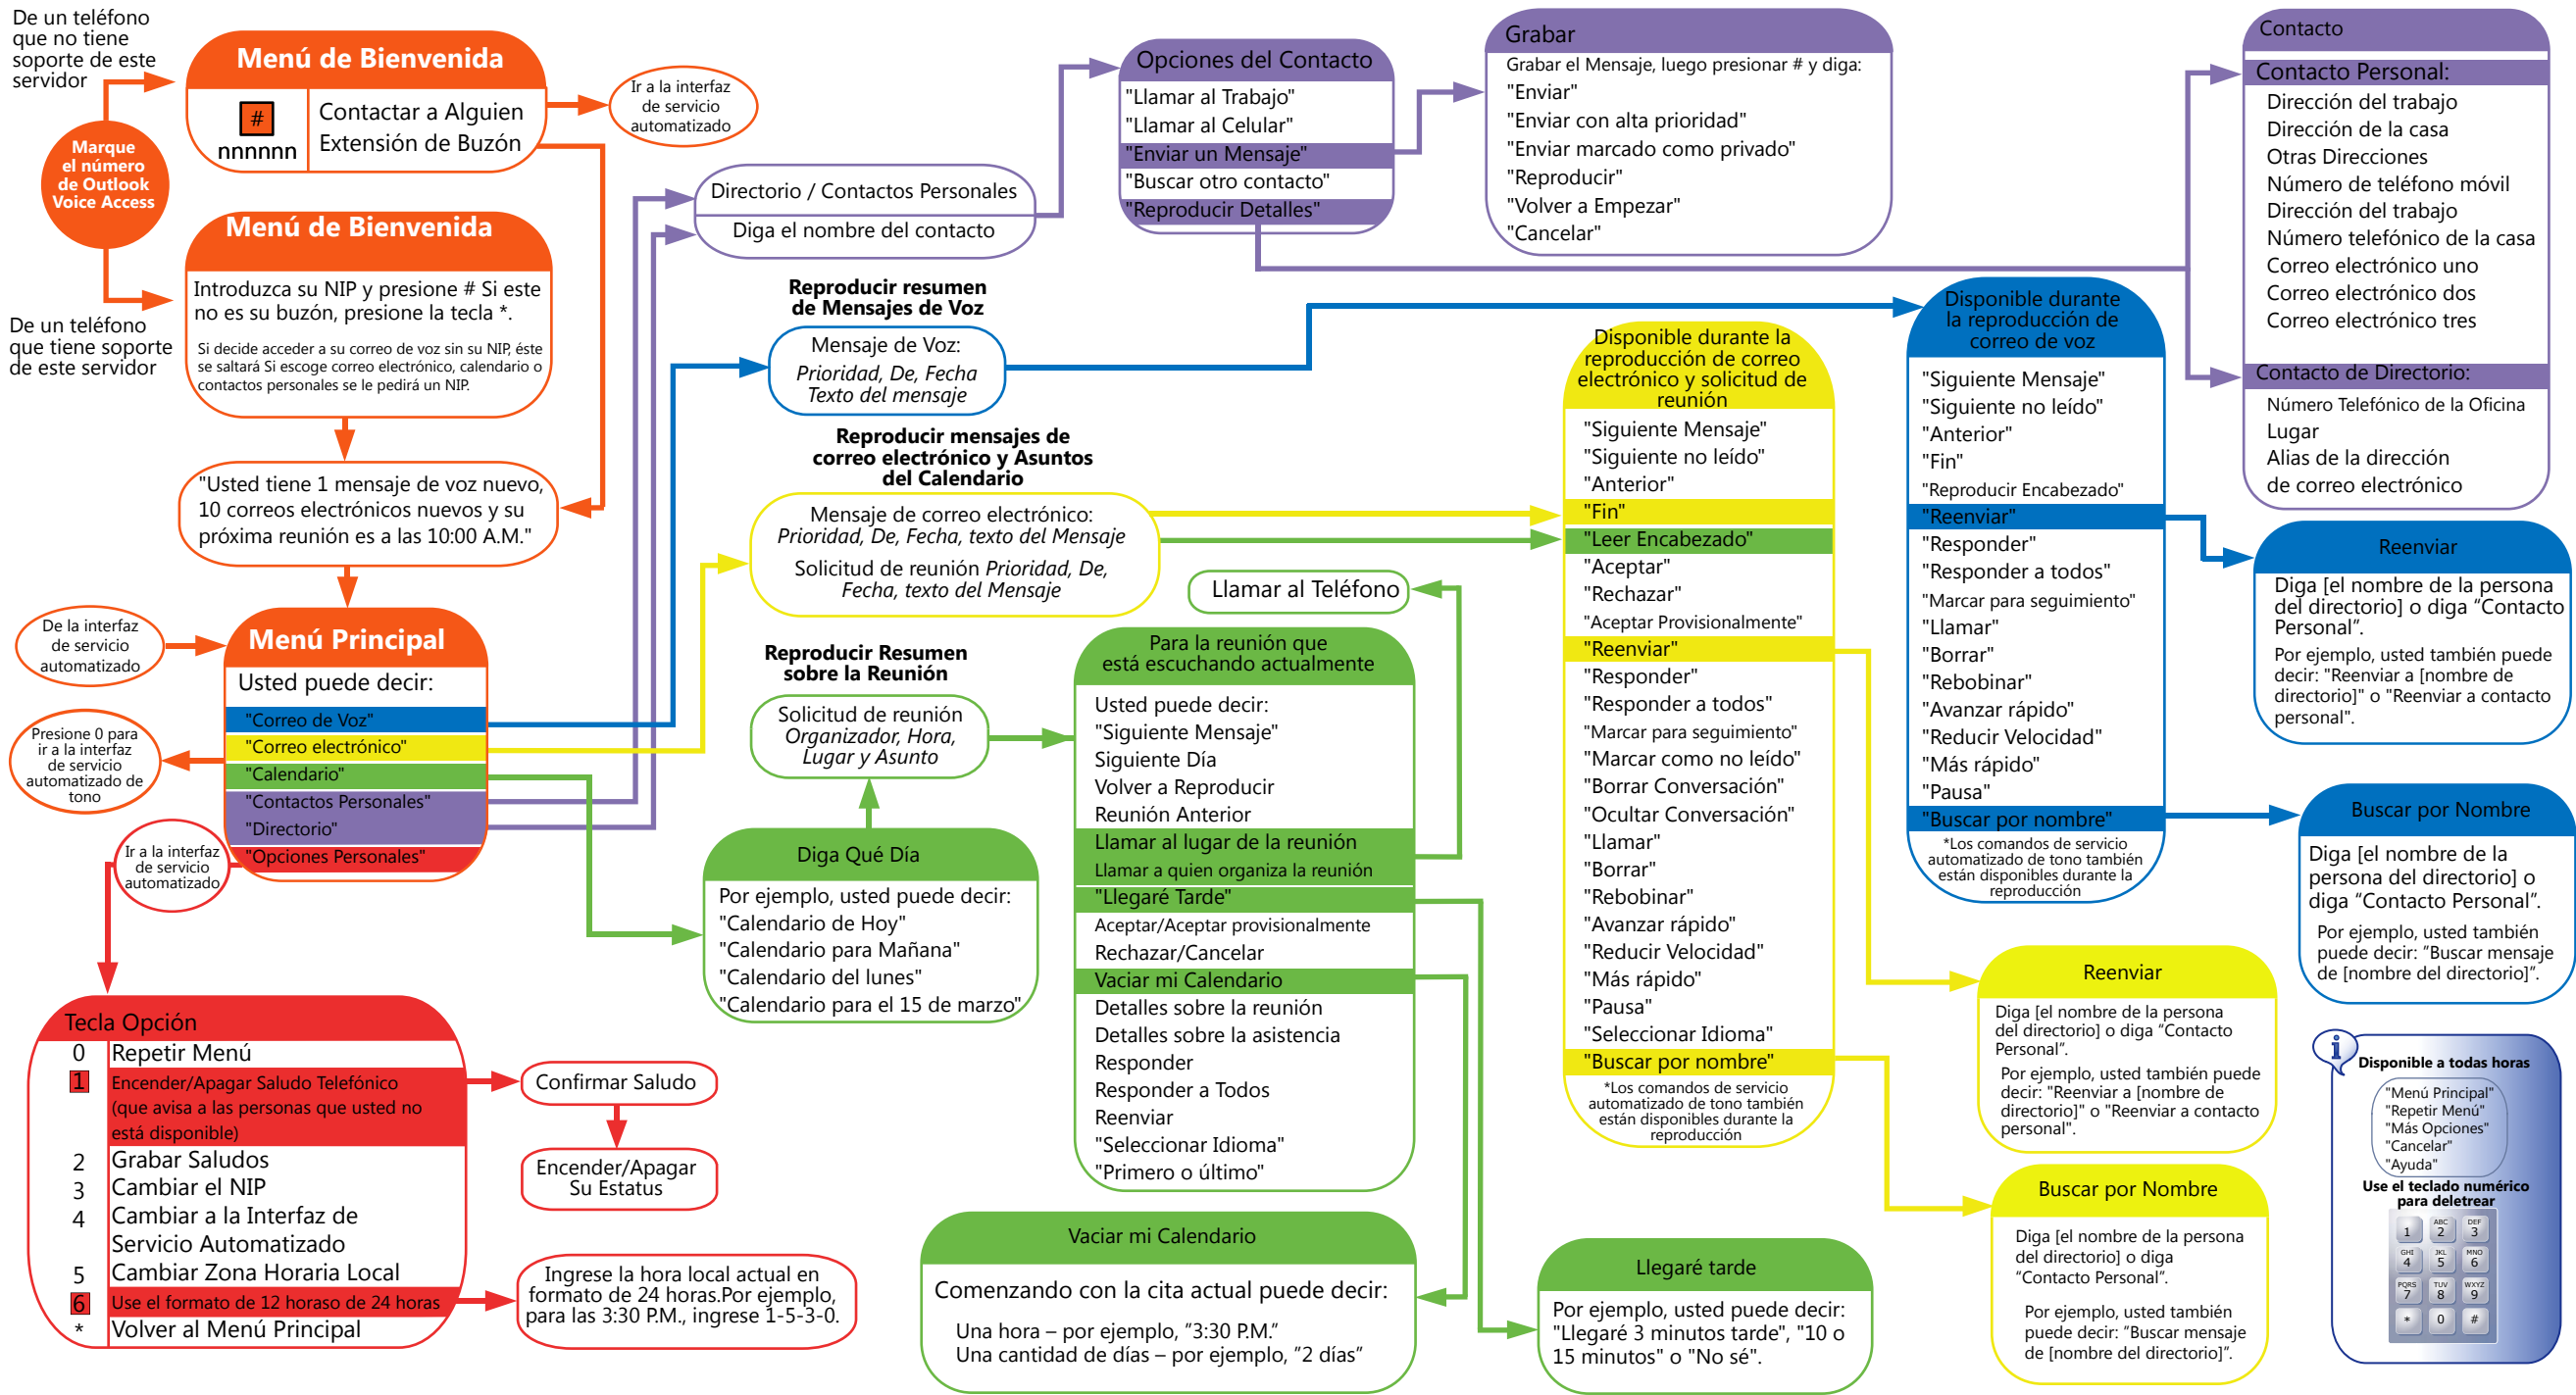 De un teléfono
que no tiene
soporte de este
servidor
Marque
el número
de Outlook
Voice Access
De un teléfono
que tiene soporte
de este servidor
Menú de Bienvenida
#
nnnnnn
Contactar a Alguien
Extensión de Buzón
Ir a la interfaz
de servicio
automatizado
Menú de Bienvenida
Introduzca su NIP y presione # Si este
no es su buzón, presione la tecla *.
Si decide acceder a su correo de voz sin su NIP, éste
se saltará Si escoge correo electrónico, calendario o
contactos personales se le pedirá un NIP.
"Usted tiene 1 mensaje de voz nuevo,
10 correos electrónicos nuevos y su
próxima reunión es a las 10:00 A.M."
De la interfaz
de servicio
automatizado
Presione 0 para
ir a la interfaz
de servicio
automatizado de
tono
Menú Principal
Usted puede decir:
"Correo de Voz"
"Correo electrónico"
"Calendario"
"Contactos Personales"
"Directorio"
"Opciones Personales"
Ir a la interfaz
de servicio
automatizado
Tecla Opción
0 Repetir Menú
1 Encender/Apagar Saludo Telefónico
(que avisa a las personas que usted no
está disponible)
2 Grabar Saludos
3 Cambiar el NIP
4 Cambiar a la Interfaz de
Servicio Automatizado
5 Cambiar Zona Horaria Local
6 Use el formato de 12 horaso de 24 horas
* Volver al Menú Principal
Confirmar Saludo
Encender/Apagar
Su Estatus
Ingrese la hora local actual en
formato de 24 horas.Por ejemplo,
para las 3:30 P.M., ingrese 1-5-3-0.
Directorio / Contactos Personales
Diga el nombre del contacto
Opciones del Contacto
"Llamar al Trabajo"
"Llamar al Celular"
"Enviar un Mensaje"
"Buscar otro contacto"
"Reproducir Detalles"
Grabar
Grabar el Mensaje, luego presionar # y diga:
"Enviar"
"Enviar con alta prioridad"
"Enviar marcado como privado"
"Reproducir"
"Volver a Empezar"
"Cancelar"
Contacto
Contacto Personal:
Dirección del trabajo
Dirección de la casa
Otras Direcciones
Número de teléfono móvil
Dirección del trabajo
Número telefónico de la casa
Correo electrónico uno
Correo electrónico dos
Correo electrónico tres
Contacto de Directorio:
Número Telefónico de la Oficina
Lugar
Alias de la dirección
de correo electrónico
Reproducir resumen
de Mensajes de Voz
Mensaje de Voz:
Prioridad, De, Fecha
Texto del mensaje
Reproducir mensajes de
correo electrónico y Asuntos
del Calendario
Mensaje de correo electrónico:
Prioridad, De, Fecha, texto del Mensaje
Solicitud de reunión Prioridad, De,
Fecha, texto del Mensaje
Llamar al Teléfono
Reproducir Resumen
sobre la Reunión
Solicitud de reunión
Organizador, Hora,
Lugar y Asunto
Diga Qué Día
Por ejemplo, usted puede decir:
"Calendario de Hoy"
"Calendario para Mañana"
"Calendario del lunes"
"Calendario para el 15 de marzo"
Para la reunión que
está escuchando actualmente
Usted puede decir:
"Siguiente Mensaje"
Siguiente Día
Volver a Reproducir
Reunión Anterior
Llamar al lugar de la reunión
Llamar a quien organiza la reunión
"Llegaré Tarde"
Aceptar/Aceptar provisionalmente
Rechazar/Cancelar
Vaciar mi Calendario
Detalles sobre la reunión
Detalles sobre la asistencia
Responder
Responder a Todos
Reenviar
"Seleccionar Idioma"
"Primero o último"
Vaciar mi Calendario
Comenzando con la cita actual puede decir:
Una hora – por ejemplo, “3:30 P.M.”
Una cantidad de días – por ejemplo, “2 días”
Llegaré tarde
Por ejemplo, usted puede decir:
"Llegaré 3 minutos tarde", "10 o
15 minutos" o "No sé".
Disponible durante la
reproducción de correo
electrónico y solicitud de
reunión
"Siguiente Mensaje"
"Siguiente no leído"
"Anterior"
"Fin"
"Leer Encabezado"
"Aceptar"
"Rechazar"
"Aceptar Provisionalmente"
"Reenviar"
"Responder"
"Responder a todos"
"Marcar para seguimiento"
"Marcar como no leído"
"Borrar Conversación"
"Ocultar Conversación"
"Llamar"
"Borrar"
"Rebobinar"
"Avanzar rápido"
"Reducir Velocidad"
"Más rápido"
"Pausa"
"Seleccionar Idioma"
"Buscar por nombre"
*Los comandos de servicio
automatizado de tono también
están disponibles durante la
reproducción
Disponible durante
la reproducción de
correo de voz
"Siguiente Mensaje"
"Siguiente no leído"
"Anterior"
"Fin"
"Reproducir Encabezado"
"Reenviar"
"Responder"
"Responder a todos"
"Marcar para seguimiento"
"Llamar"
"Borrar"
"Rebobinar"
"Avanzar rápido"
"Reducir Velocidad"
"Más rápido"
"Pausa"
"Buscar por nombre"
*Los comandos de servicio
automatizado de tono también
están disponibles durante la
reproducción
Reenviar
Diga [el nombre de la persona
del directorio] o diga “Contacto
Personal”.
Por ejemplo, usted también puede
decir: "Reenviar a [nombre de
directorio]" o "Reenviar a contacto
personal".
Buscar por Nombre
Diga [el nombre de la
persona del directorio] o
diga “Contacto Personal”.
Por ejemplo, usted también
puede decir: “Buscar mensaje
de [nombre del directorio]”.
Reenviar
Diga [el nombre de la persona
del directorio] o diga “Contacto
Personal”.
Por ejemplo, usted también puede
decir: "Reenviar a [nombre de
directorio]" o "Reenviar a contacto
personal".
Buscar por Nombre
Diga [el nombre de la persona
del directorio] o diga
“Contacto Personal”.
Por ejemplo, usted también
puede decir: “Buscar mensaje
de [nombre del directorio]”.
i
Disponible a todas horas
"Menú Principal"
"Repetir Menú"
"Más Opciones"
"Cancelar"
"Ayuda"
Use el teclado numérico
para deletrear
ABC DEF
1 2 3
GHI JKL MNO
4 5 6
PQRS TUV WXYZ
7 8 9
* 0 #